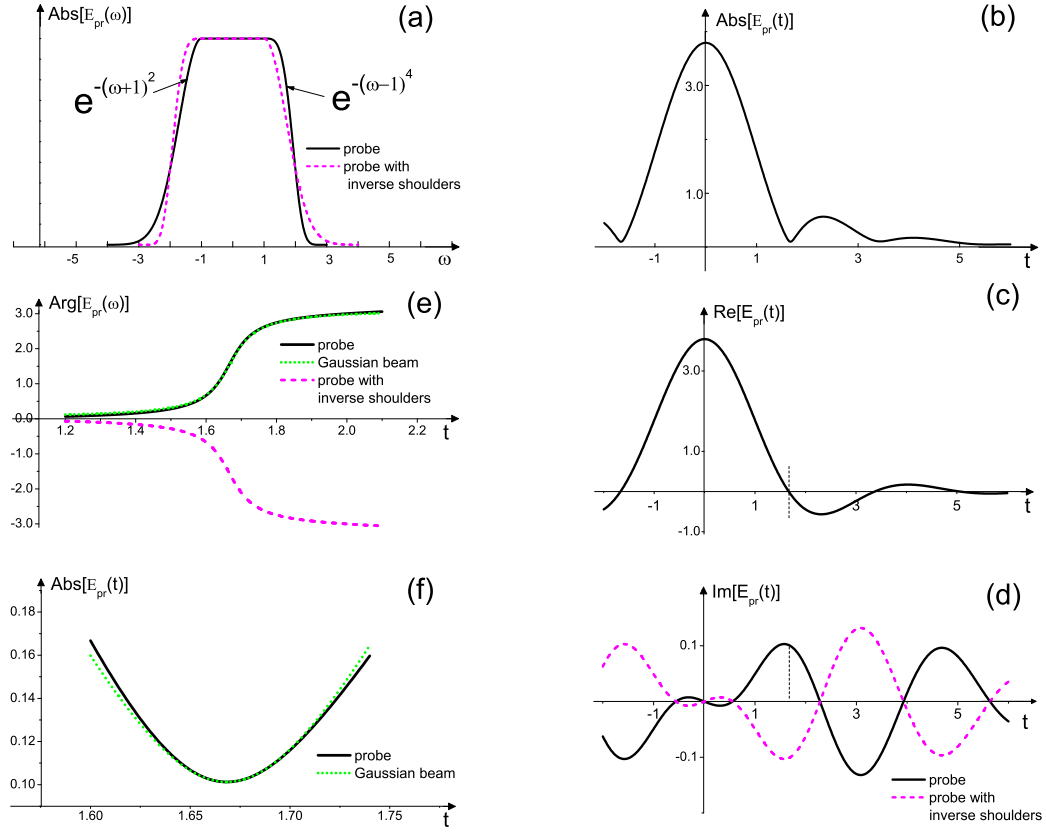 Abs[E_pr(ω)]
(a)
e^-(ω+1)^2
e^-(ω−1)^4
probe
probe with
inverse shoulders
-5 -3 -1 1 3 5 ω
Abs[E_pr(t)]
(b)
3.0
1.0
-1 1 3 5
t
Arg[E_pr(ω)]
(e)
3.0
2.0
1.0
0.0
-1.0
-2.0
-3.0
probe
Gaussian beam
probe with
inverse shoulders
1.2 1.4 1.6 1.8 2.0 2.2 t
Re[E_pr(t)]
(c)
3.0
1.0
-1.0
-1 1 3 5
t
Abs[E_pr(t)]
(f)
0.18
0.16
0.14
0.12
0.10
probe
Gaussian beam
1.60 1.65 1.70 1.75 t
Im[E_pr(t)]
(d)
0.1
-0.1
-1 1 3 5 t
probe
probe with
inverse shoulders